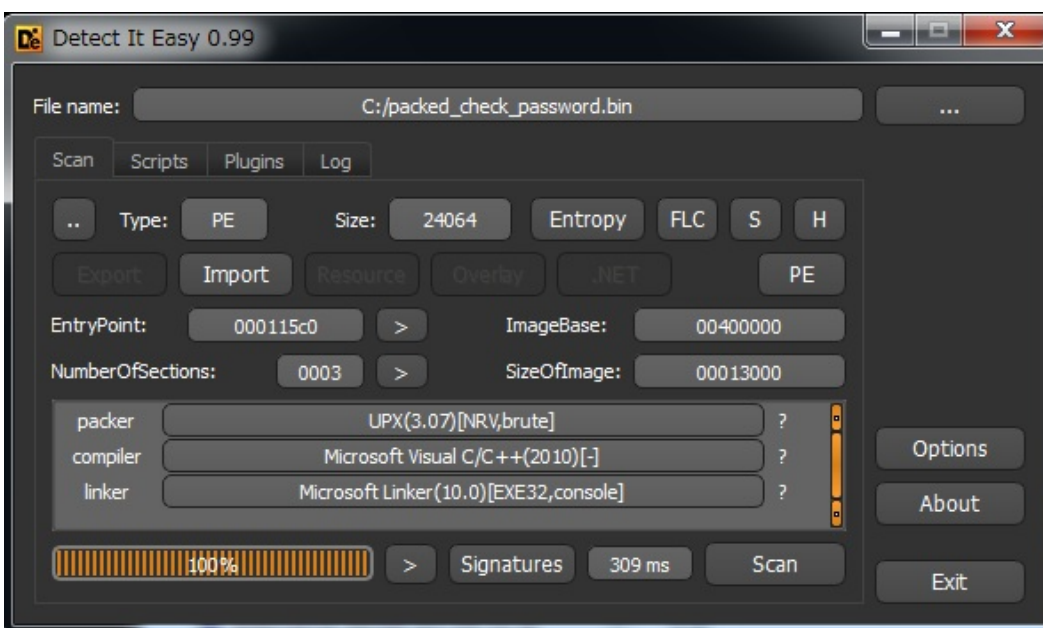 Detect It Easy 0.99
File name: C:/packed_check_password.bin ...
Scan Scripts Plugins Log
.. Type: PE Size: 24064 Entropy FLC S H
Export Import Resource Overlay .NET PE
EntryPoint: 000115c0 > ImageBase: 00400000
NumberOfSections: 0003 > SizeOfImage: 00013000
packer UPX(3.07)[NRV,brute] ?
compiler Microsoft Visual C/C++(2010)[-] ?
linker Microsoft Linker(10.0)[EXE32,console] ?
Options
About
100% > Signatures 309 ms Scan
Exit